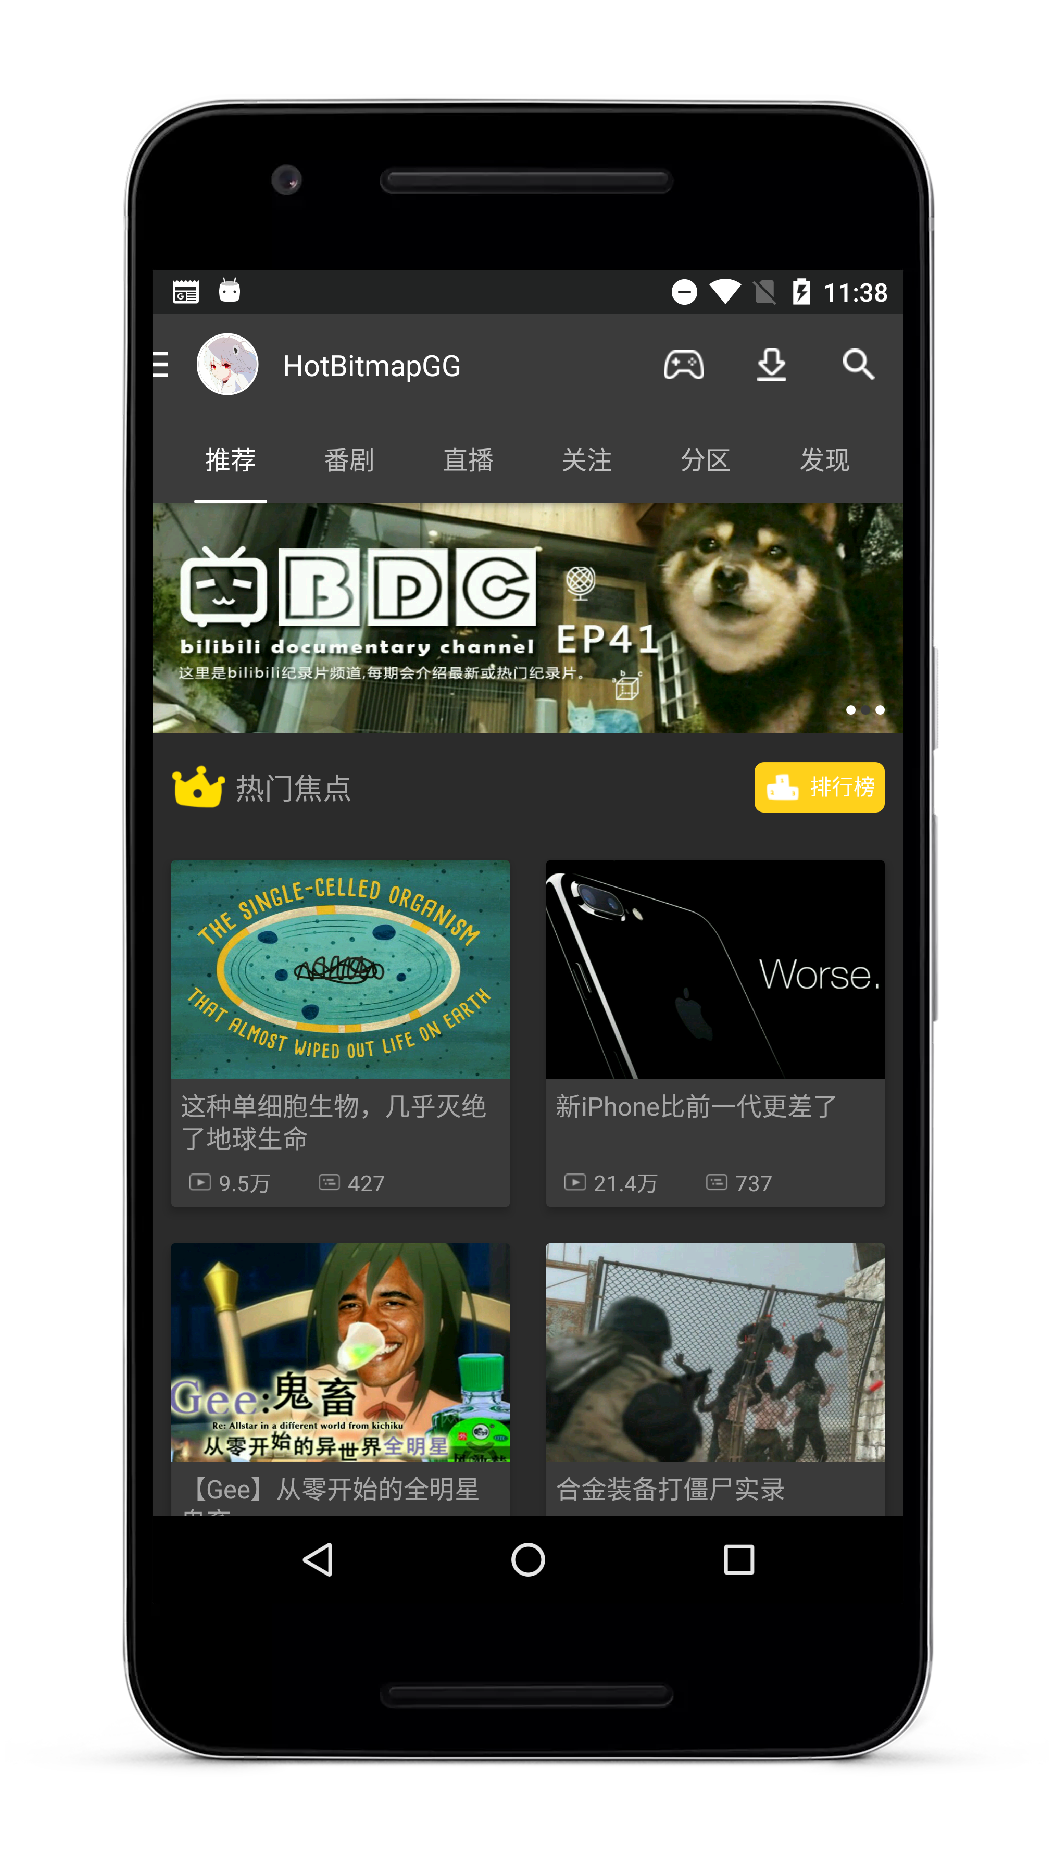 11:38
HotBitmapGG
推荐 番剧 直播 关注 分区 发现
BDC
bilibili documentary channel
EP41
这里是bilibili纪录片频道,每期会介绍最新或热门纪录片。
热门焦点
排行榜
THE SINGLE-CELLED ORGANISM
THAT ALMOST WIPED OUT LIFE ON EARTH
这种单细胞生物，几乎灭绝
了地球生命
9.5万 427
Worse.
新iPhone比前一代更差了
21.4万 737
Gee:鬼畜
Re: Allstar in a different world from kichiku
从零开始的异世界全明星
【Gee】从零开始的全明星
合金装备打僵尸实录